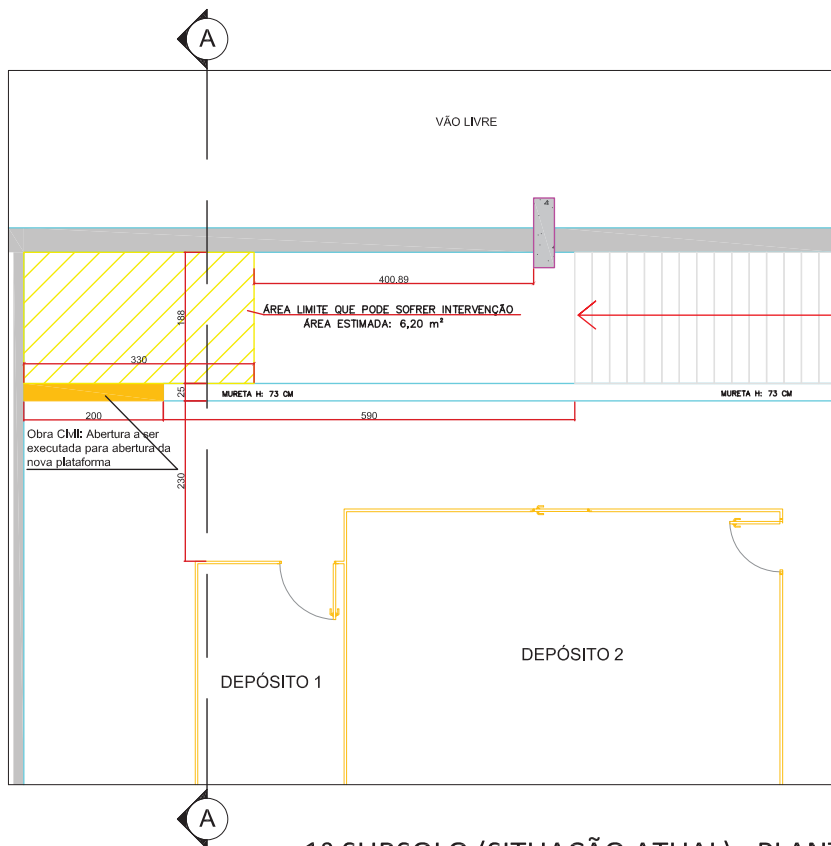 A
VÃO LIVRE
400.89
188
ÁREA LIMITE QUE PODE SOFRER INTERVENÇÃO
ÁREA ESTIMADA: 6,20 m²
330
25
MURETA H: 73 CM
MURETA H: 73 CM
200
590
Obra Civil: Abertura a ser
executada para abertura da
nova plataforma
230
DEPÓSITO 1
DEPÓSITO 2
A